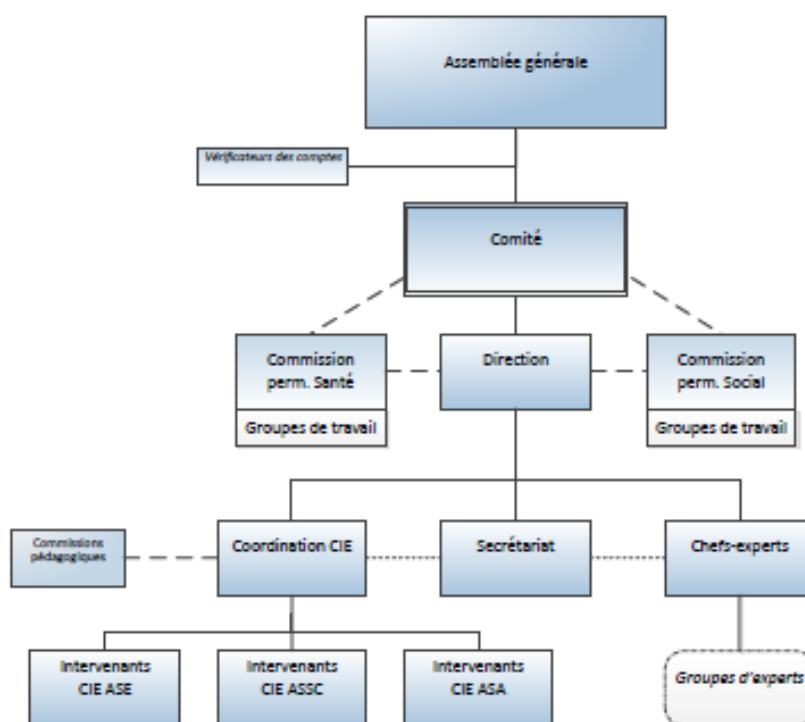 Assemblée générale
Vérificateurs des comptes
Comité
Commission
perm. Santé
Groupes de travail
Direction
Commission
perm. Social
Groupes de travail
Commissions
pédagogiques
Coordination CIE
Secrétariat
Chefs-experts
Intervenants
CIE ASE
Intervenants
CIE ASSC
Intervenants
CIE ASA
Groupes d'experts